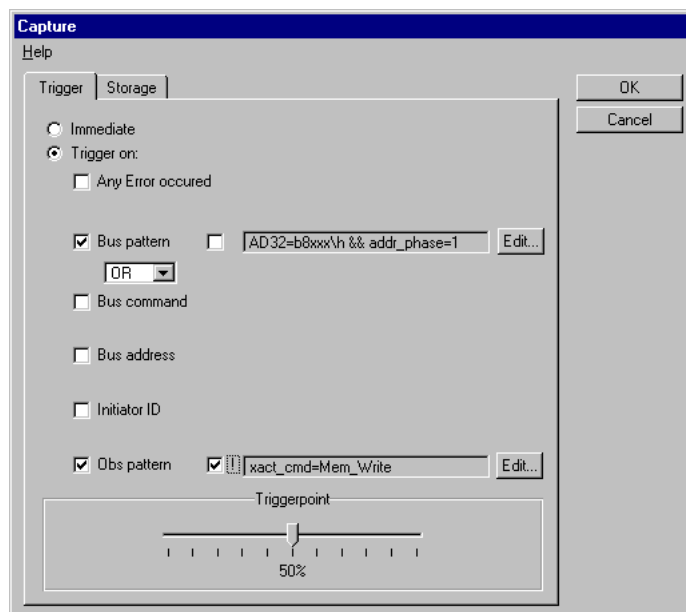 Capture
Help
Trigger Storage
OK
Cancel
Immediate
Trigger on:
Any Error occured
Bus pattern AD32=b8xxx\h && addr_phase=1 Edit...
OR
Bus command
Bus address
Initiator ID
Obs pattern ! xact_cmd=Mem_Write Edit...
Triggerpoint
50%